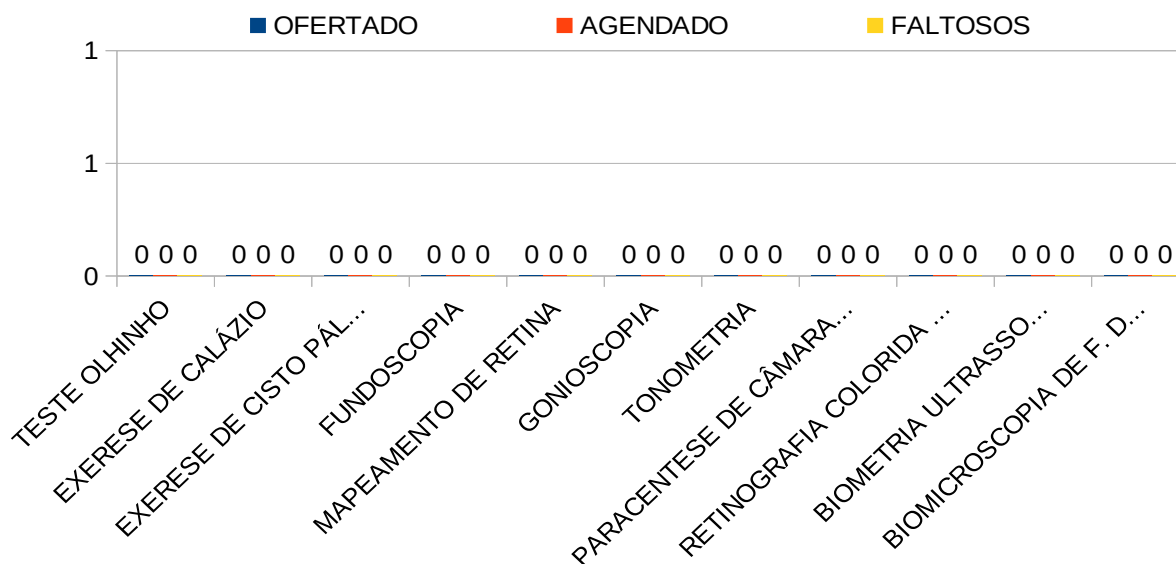 OFERTADO AGENDADO FALTOSOS
1
1
0 0 0 0 0 0 0 0 0 0 0 0 0 0 0 0 0 0 0 0 0 0 0 0 0 0 0 0 0 0 0 0 0
0
TESTE OLHINHO
EXERESE DE CALÁZIO
EXERESE DE CISTO PÁL...
FUNDOSCOPIA
MAPEAMENTO DE RETINA
GONIOSCOPIA
TONOMETRIA
PARACENTESE DE CÂMARA...
RETINOGRAFIA COLORIDA ...
BIOMETRIA ULTRASSO...
BIOMICROSCOPIA DE F. D...